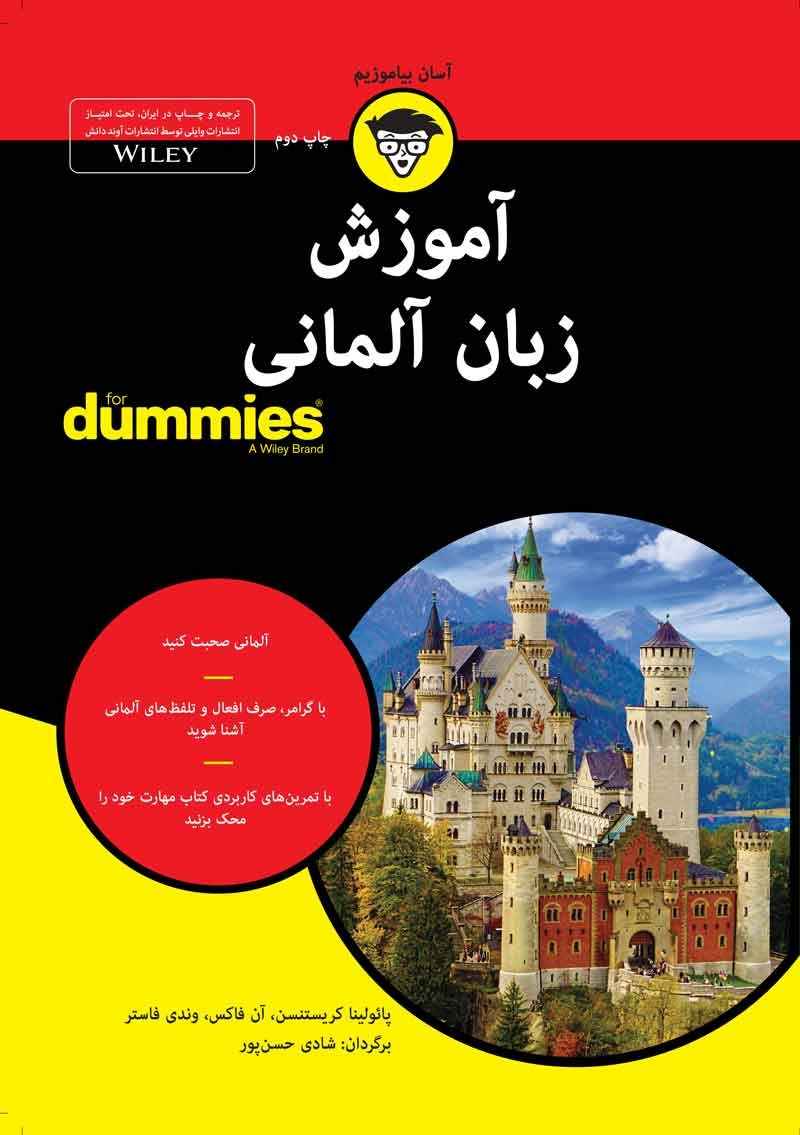 آسان بیاموزیم
ترجمه و چـــاپ در ایران، تحت امتیـــاز
انتشارات وایلی توسط انتشارات آوند دانش
WILEY
چاپ دوم
آموزش
زبان آلمانی
for
dummies®
A Wiley Brand
آلمانی صحبت کنید
با گرامر، صرف افعال و تلفظ‌های آلمانی
آشنا شوید
با تمرین‌های کاربردی کتاب مهارت خود را
محک بزنید
پائولینا کریستنسن، آن فاکس، وندی فاستر
برگردان: شادی حسن‌پور